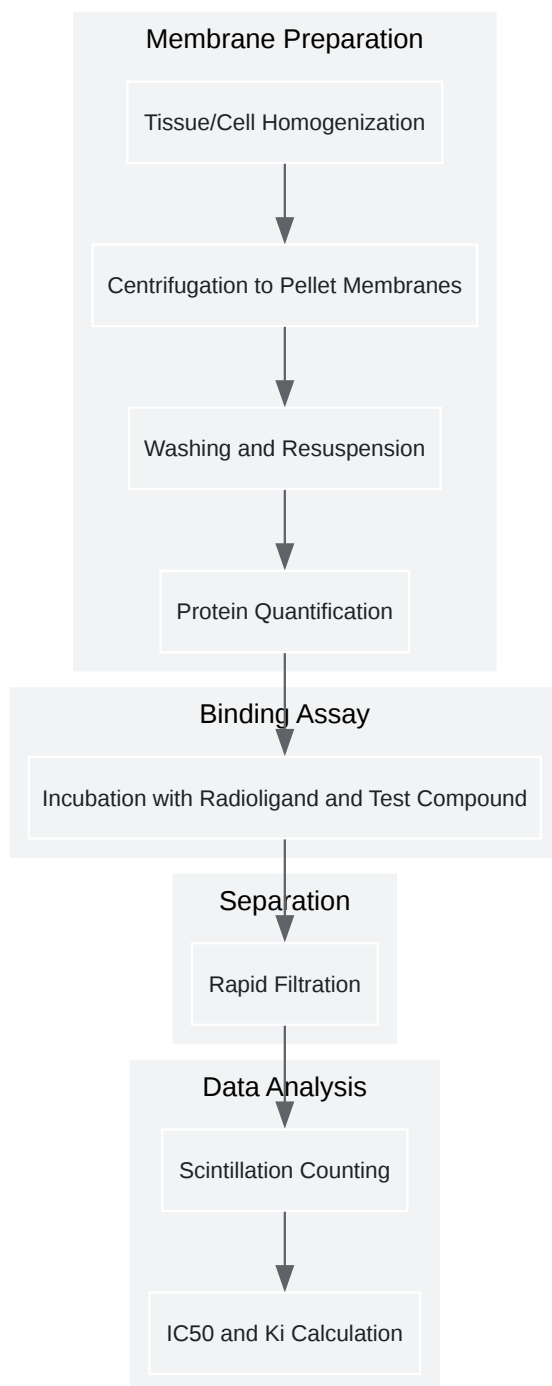 Membrane Preparation
Tissue/Cell Homogenization
Centrifugation to Pellet Membranes
Washing and Resuspension
Protein Quantification
Binding Assay
Incubation with Radioligand and Test Compound
Separation
Rapid Filtration
Data Analysis
Scintillation Counting
IC50 and Ki Calculation